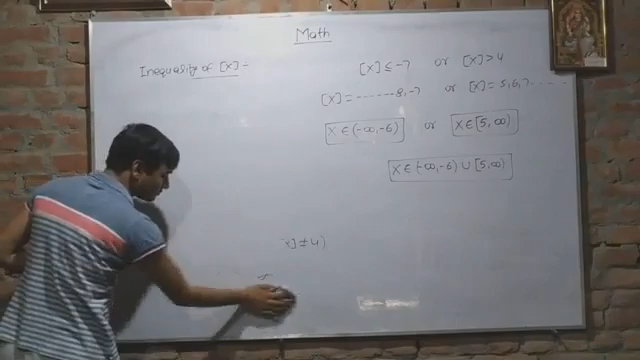 Math
Inequality of [x] :-
[x] ≤ -7 or [x] > 4
[x] = ------- -8, -7 or [x] = 5, 6, 7 . . . . .
x ∈ (-∞, -6) or x ∈ [5, ∞)
x ∈ (-∞, -6) ∪ [5, ∞)
x] ≠ 4)